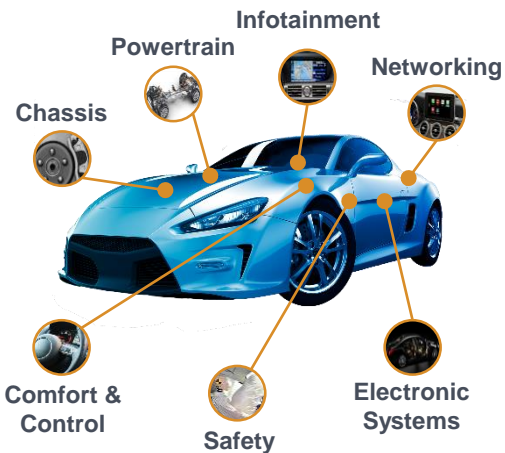 Infotainment
Powertrain
Networking
Chassis
Comfort &
Control
Safety
Electronic
Systems